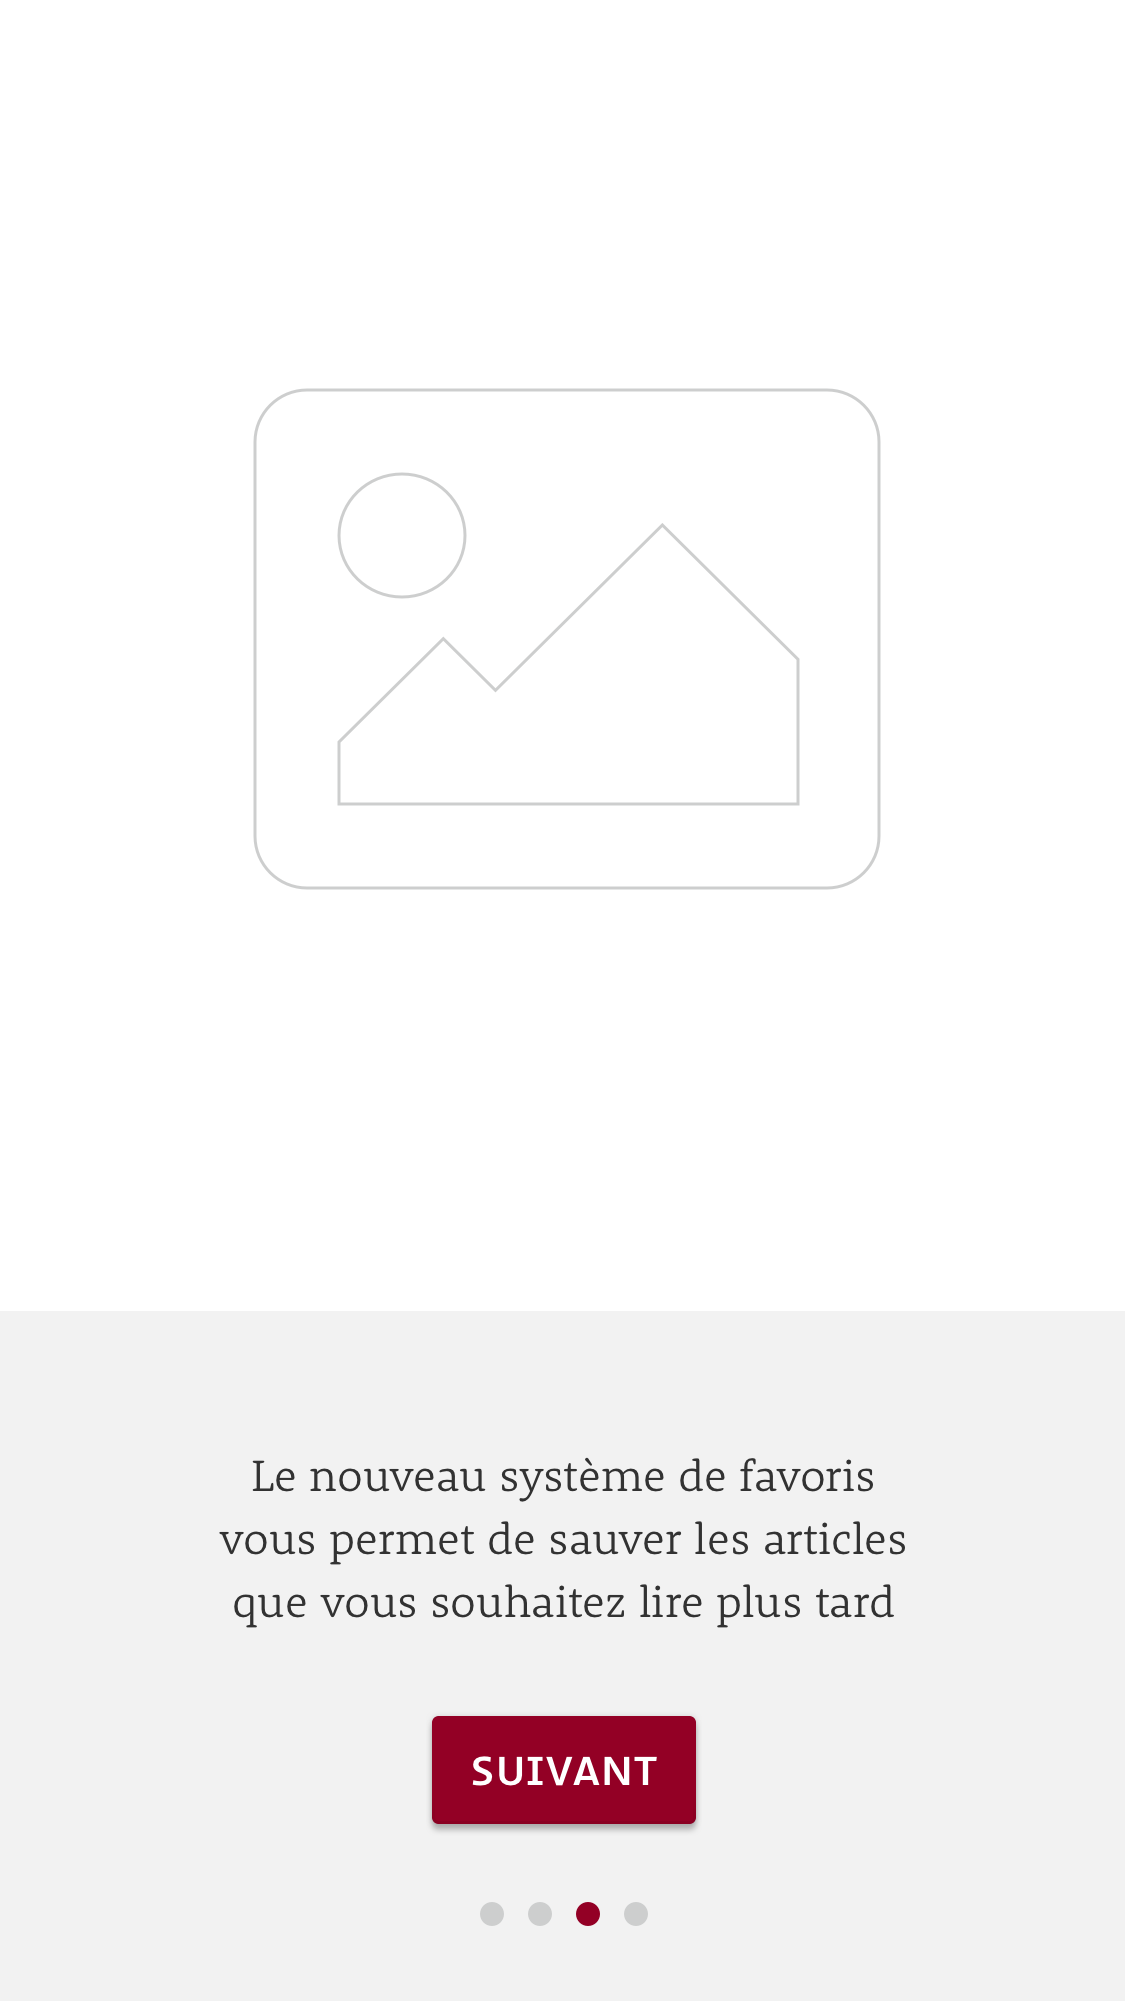 Le nouveau système de favoris
vous permet de sauver les articles
que vous souhaitez lire plus tard
SUIVANT